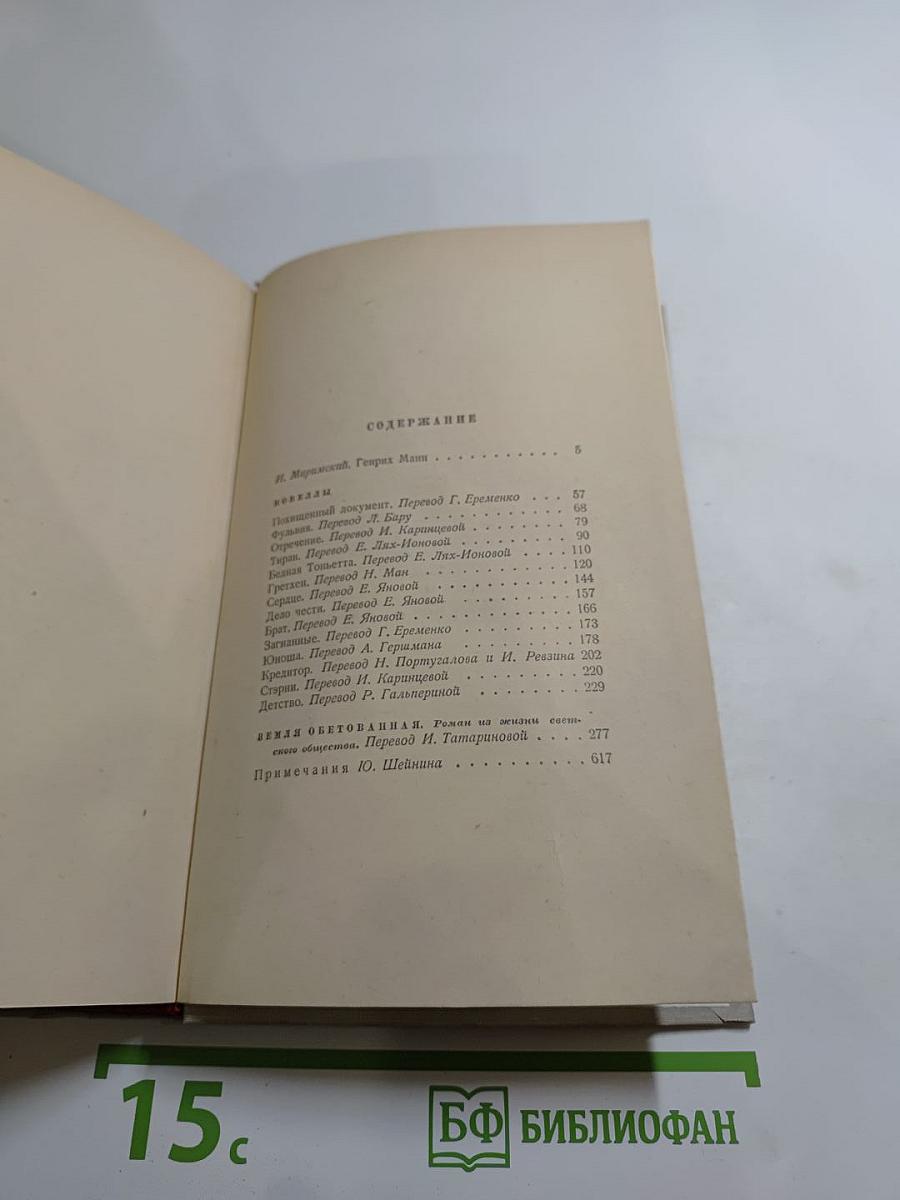 СОДЕРЖАНИЕ
И. Миримский. Генрих Манн . . . . . . . . . . . 5
НОВЕЛЛЫ
Похищенный документ. Перевод Г. Еременко . . . 57
Фульвия. Перевод Л. Бару . . . . . . . . . . . 68
Отречение. Перевод И. Каринцевой . . . . . . . . 79
Тиран. Перевод Е. Лях-Ионовой . . . . . . . . . 90
Бедная Тоньетта. Перевод Е. Лях-Ионовой . . . . 110
Гретхен. Перевод Н. Ман . . . . . . . . . . . 120
Сердце. Перевод Е. Яновой . . . . . . . . . . 144
Дело чести. Перевод Е. Яновой . . . . . . . . 157
Брат. Перевод Е. Яновой . . . . . . . . . . . 166
Загнанные. Перевод Г. Еременко . . . . . . . . 173
Юноша. Перевод А. Гершмана . . . . . . . . 178
Кредитор. Перевод Н. Португалова и И. Ревзина 202
Стэрни. Перевод И. Каринцевой . . . . . . . . 220
Детство. Перевод Р. Гальпериной . . . . . . . 229
ЗЕМЛЯ ОБЕТОВАННАЯ. Роман из жизни свет-
ского общества. Перевод И. Татариновой . . . . 277
Примечания Ю. Шейнина . . . . . . . . . . 617
15 с
БФ БИБЛИОФАН